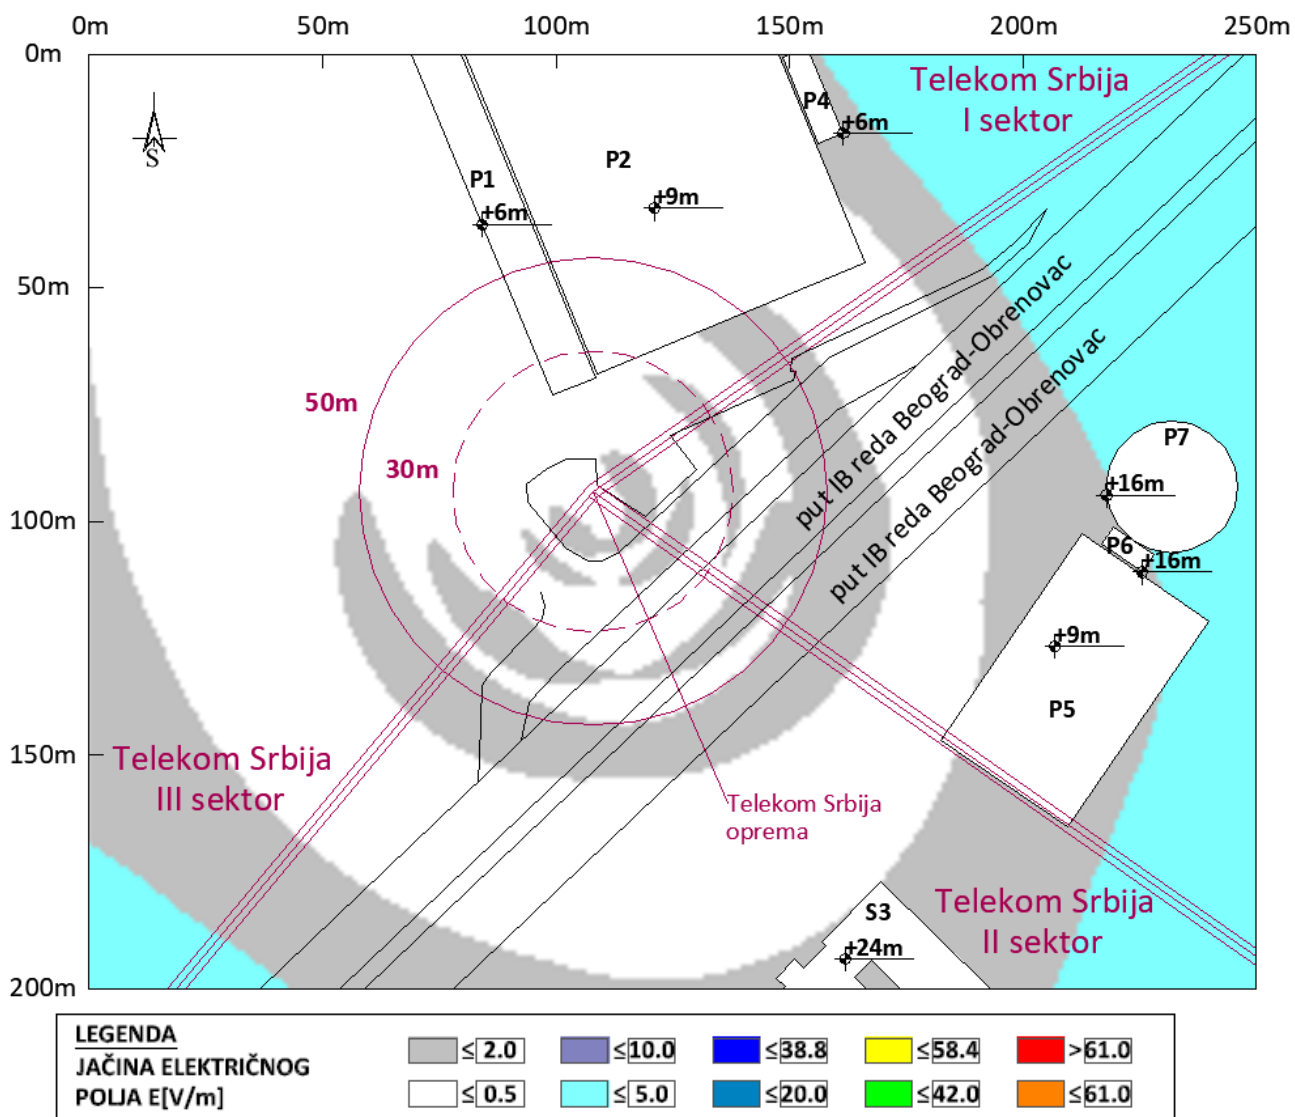 0m 50m 100m 150m 200m 250m
0m
50m
100m
150m
200m
S
Telekom Srbija
I sektor
P4
+6m
P2
P1
+9m
+6m
50m
30m
put IB reda Beograd-Obrenovac
put IB reda Beograd-Obrenovac
P7
+16m
P6
+16m
+9m
P5
Telekom Srbija
III sektor
Telekom Srbija
oprema
Telekom Srbija
II sektor
S3
+24m
LEGENDA
JAČINA ELEKTRIČNOG
POLJA E[V/m]
≤ 2.0 ≤10.0 ≤38.8 ≤58.4 >61.0
≤ 0.5 ≤ 5.0 ≤20.0 ≤42.0 ≤61.0